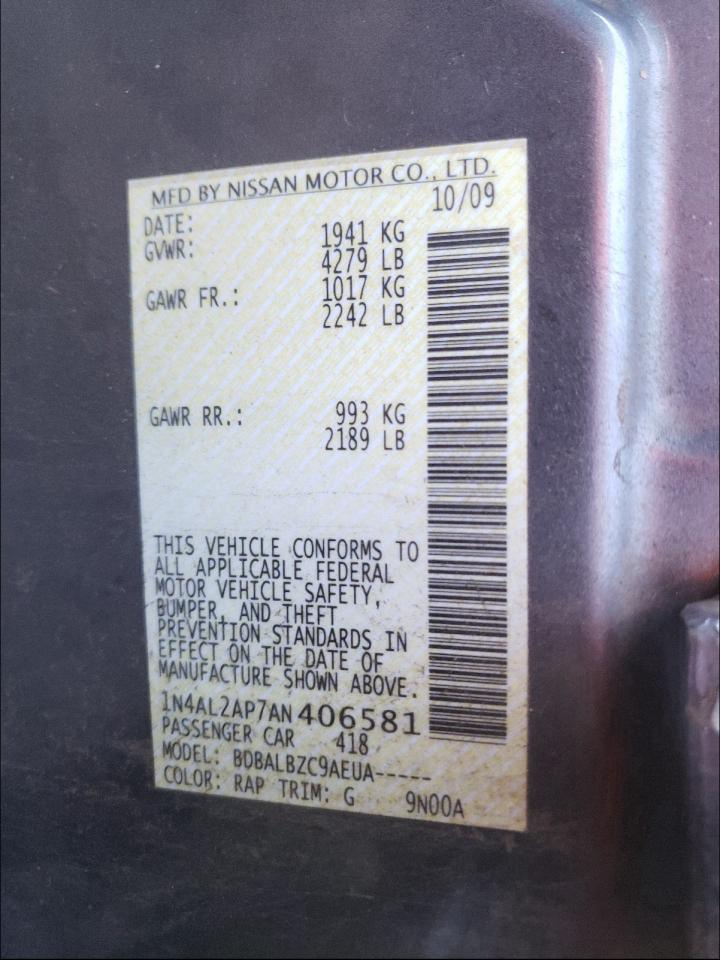 MFD BY NISSAN MOTOR CO., LTD.
DATE: 10/09
GVWR: 1941 KG
4279 LB
GAWR FR.: 1017 KG
2242 LB
GAWR RR.: 993 KG
2189 LB
THIS VEHICLE CONFORMS TO
ALL APPLICABLE FEDERAL
MOTOR VEHICLE SAFETY,
BUMPER, AND THEFT
PREVENTION STANDARDS IN
EFFECT ON THE DATE OF
MANUFACTURE SHOWN ABOVE.
1N4AL2AP7AN406581
PASSENGER CAR 418
MODEL: BDBALBZC9AEUA-----
COLOR: RAP TRIM: G 9N00A